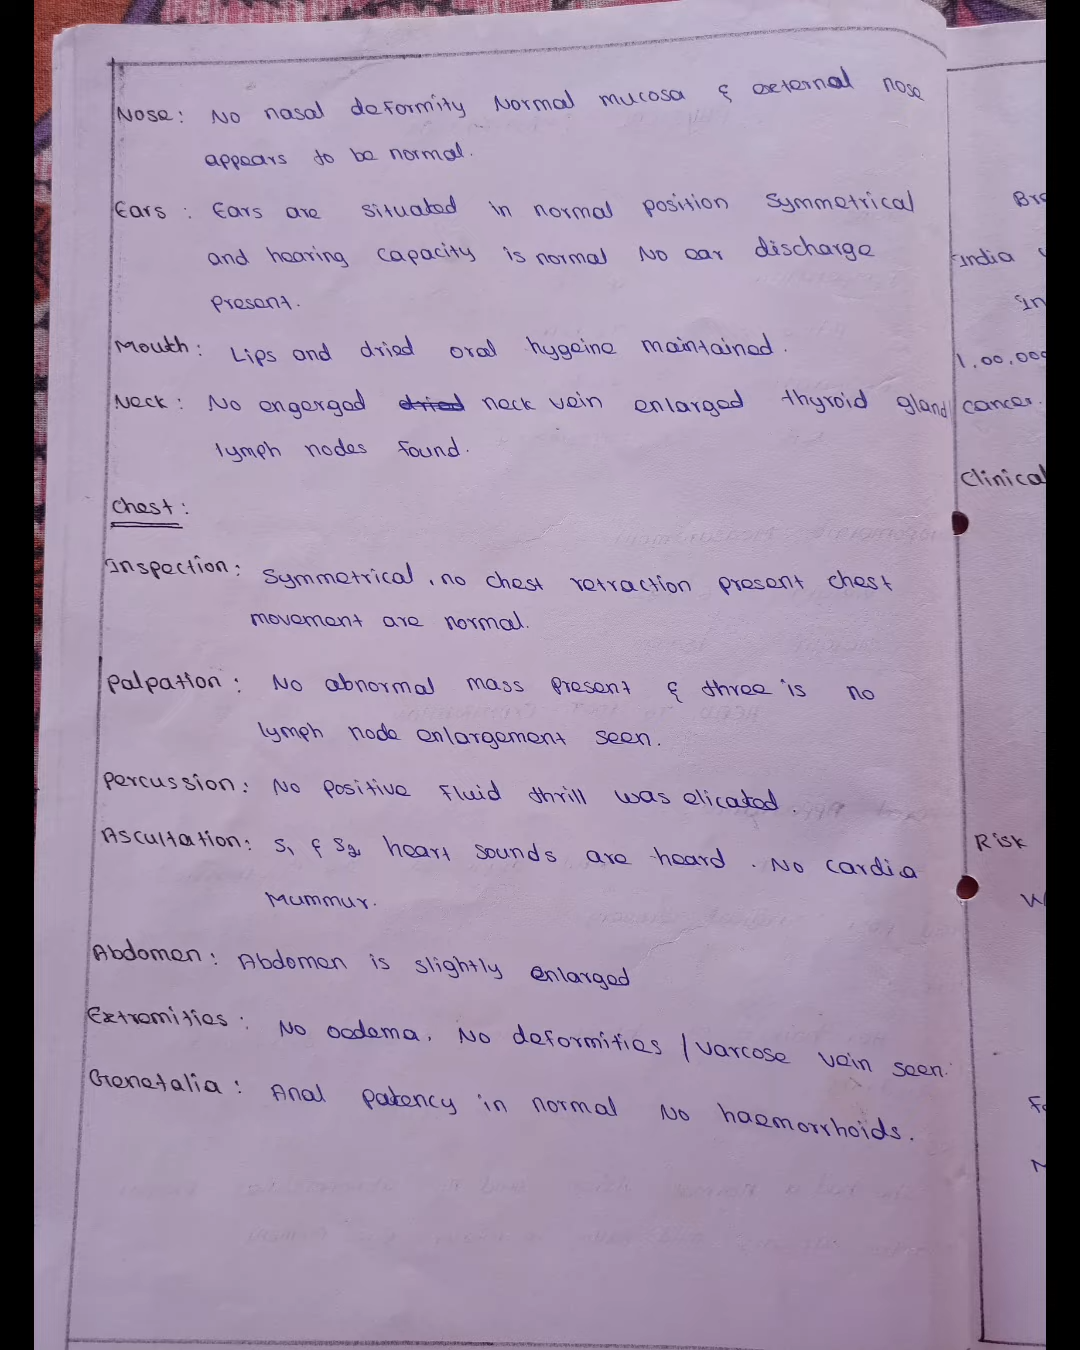 Nose: No nasal deformity Normal mucosa & external nose
appears to be normal.
Ears: Ears are situated in normal position symmetrical
and hearing capacity is normal No ear discharge
present.
Mouth: Lips and dried oral hygeine maintained.
Neck: No engorged dried neck vein enlarged thyroid gland
lymph nodes found.
Chest:
Inspection: Symmetrical, no chest retraction present chest
movement are normal.
Palpation: No abnormal mass present & three is no
lymph node enlargement seen.
Percussion: No positive fluid thrill was elicated.
Ascultation: S1 & S2 heart sounds are heard. No cardia
Mummur.
Abdomen: Abdomen is slightly enlarged
Extremities: No oedema. No deformities / varcose vein seen.
Genetalia: Anal patency in normal No haemorrhoids.
Bre
India
In
1,00,000
cancer.
Clinical
Risk